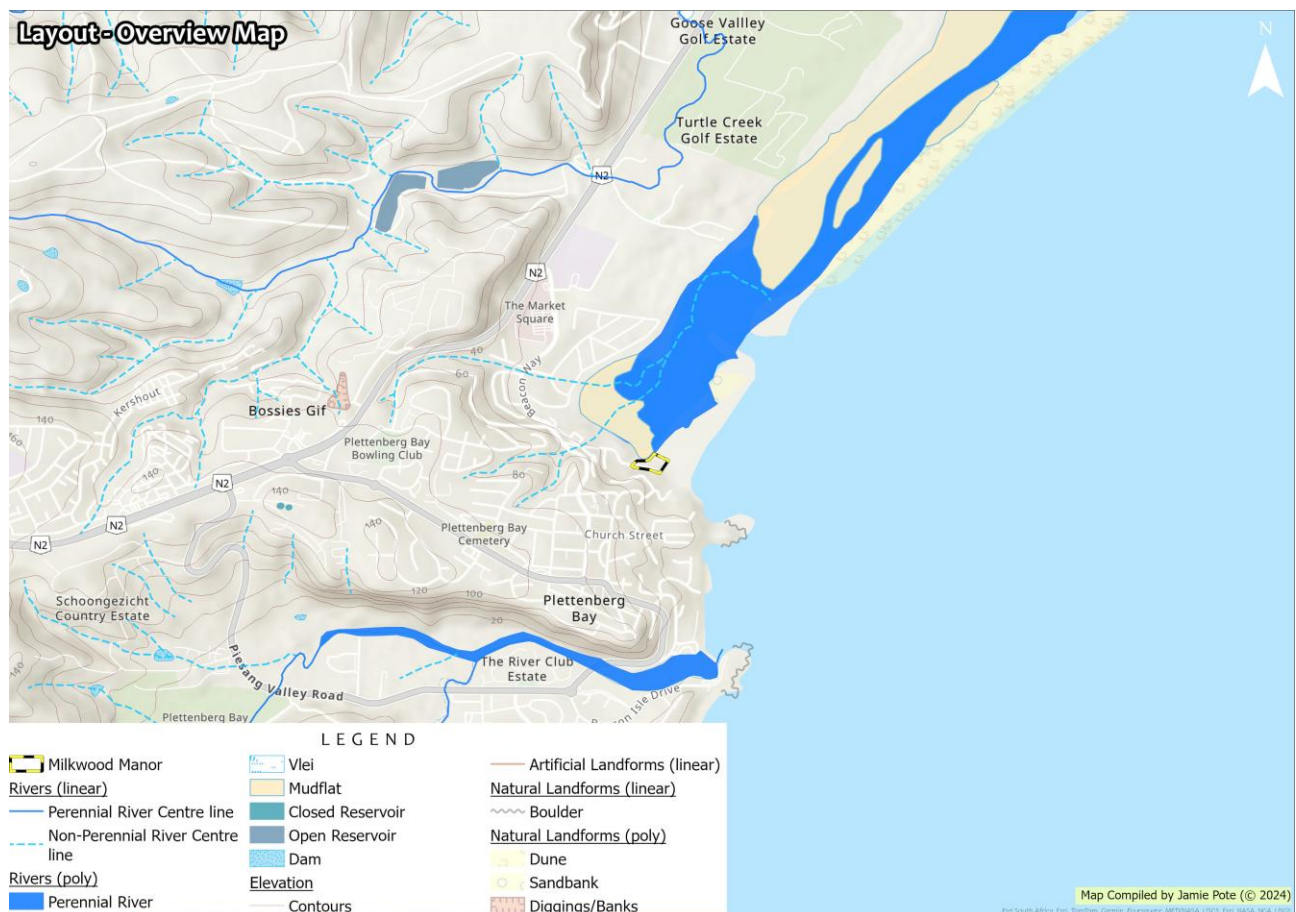 Layout - Overview Map
Goose Vallley
Golf Estate
N
Turtle Creek
Golf Estate
N2
N2
The Market
Square
40
60
Beacon Way
Kershout
Bossies Gif
140
160
Plettenberg Bay
Bowling Club
140
80
N2
140
N2
140
Plettenberg Bay
Cemetery
Church Street
N2
120
100
Schoongezicht
Country Estate
Plettenberg
Bay
20
The River Club
Estate
140
Piesang Valley Road
Isle Drive
Plettenberg Bay
LEGEND
Milkwood Manor
Rivers (linear)
Perennial River Centre line
Non-Perennial River Centre
line
Rivers (poly)
Perennial River
Vlei
Mudflat
Closed Reservoir
Open Reservoir
Dam
Elevation
Contours
Artificial Landforms (linear)
Natural Landforms (linear)
Boulder
Natural Landforms (poly)
Dune
Sandbank
Diggings/Banks
Map Compiled by Jamie Pote (© 2024)